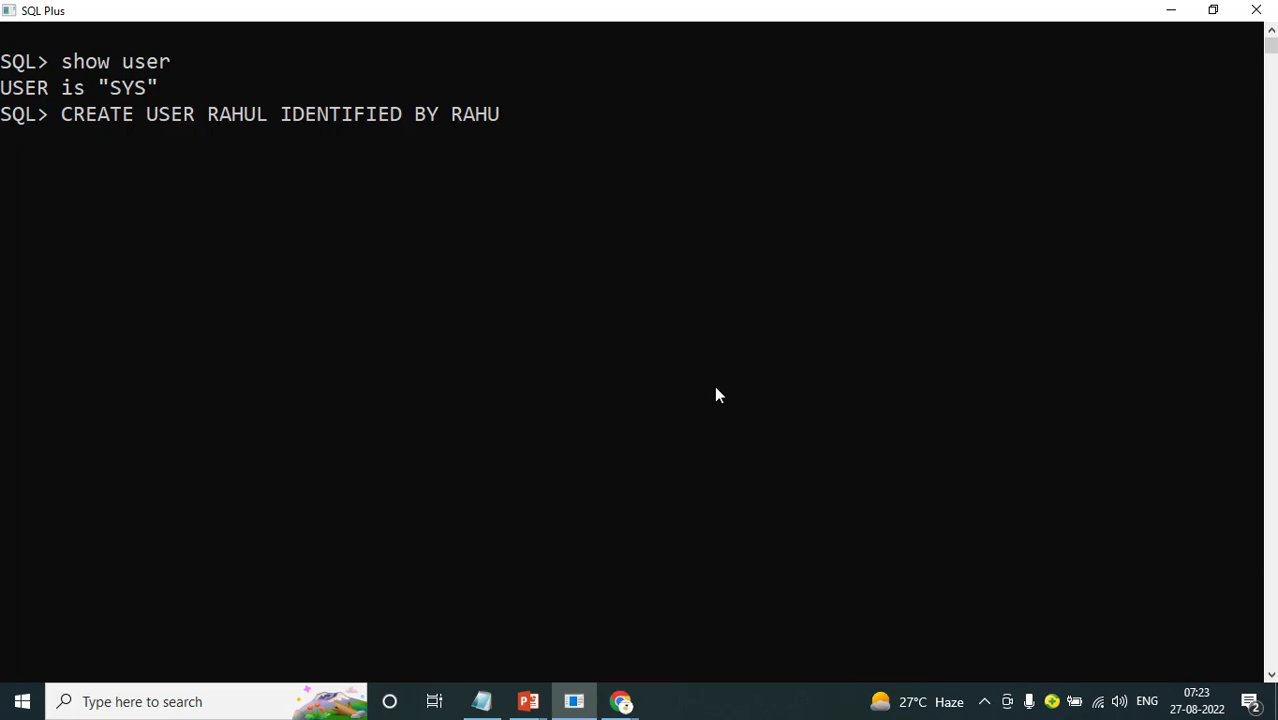 SQL Plus
SQL> show user
USER is "SYS"
SQL> CREATE USER RAHUL IDENTIFIED BY RAHU
Type here to search
27°C Haze
ENG
07:23
27-08-2022
2